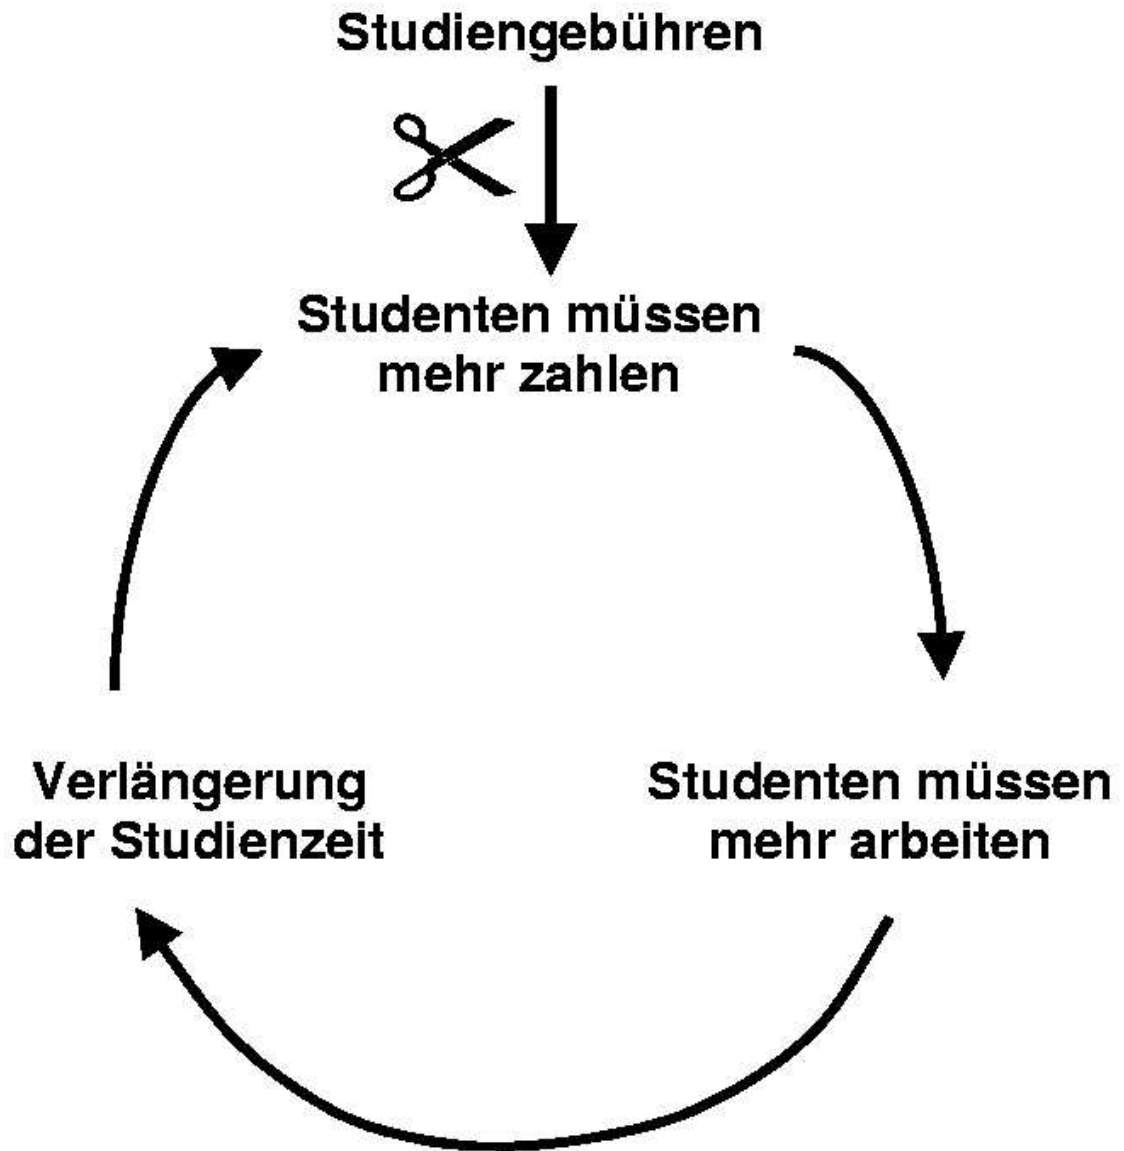 Studiengebühren
Studenten müssen
mehr zahlen
Studenten müssen
mehr arbeiten
Verlängerung
der Studienzeit